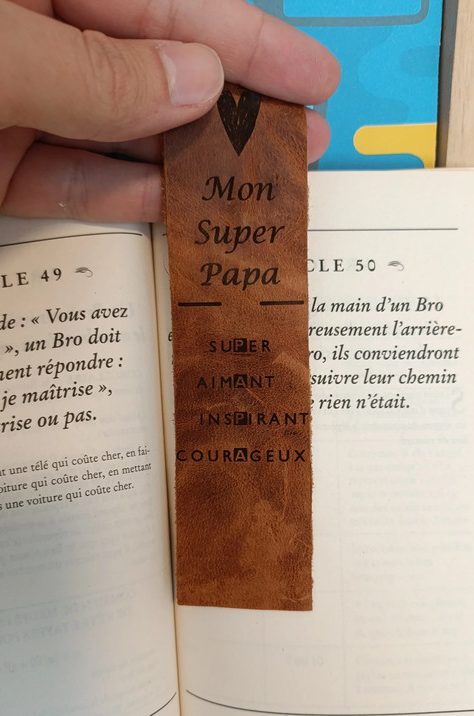 Mon
Super
Papa
SUPER
AIMANT
INSPIRANT
COURAGEUX
LE 49
de : « Vous avez
», un Bro doit
ment répondre :
je maîtrise »,
rise ou pas.
t une télé qui coûte cher, en fai-
oiture qui coûte cher, en mettant
s une voiture qui coûte cher.
CLE 50
la main d'un Bro
reusement l'arrière-
ro, ils conviendront
suivre leur chemin
rien n'était.